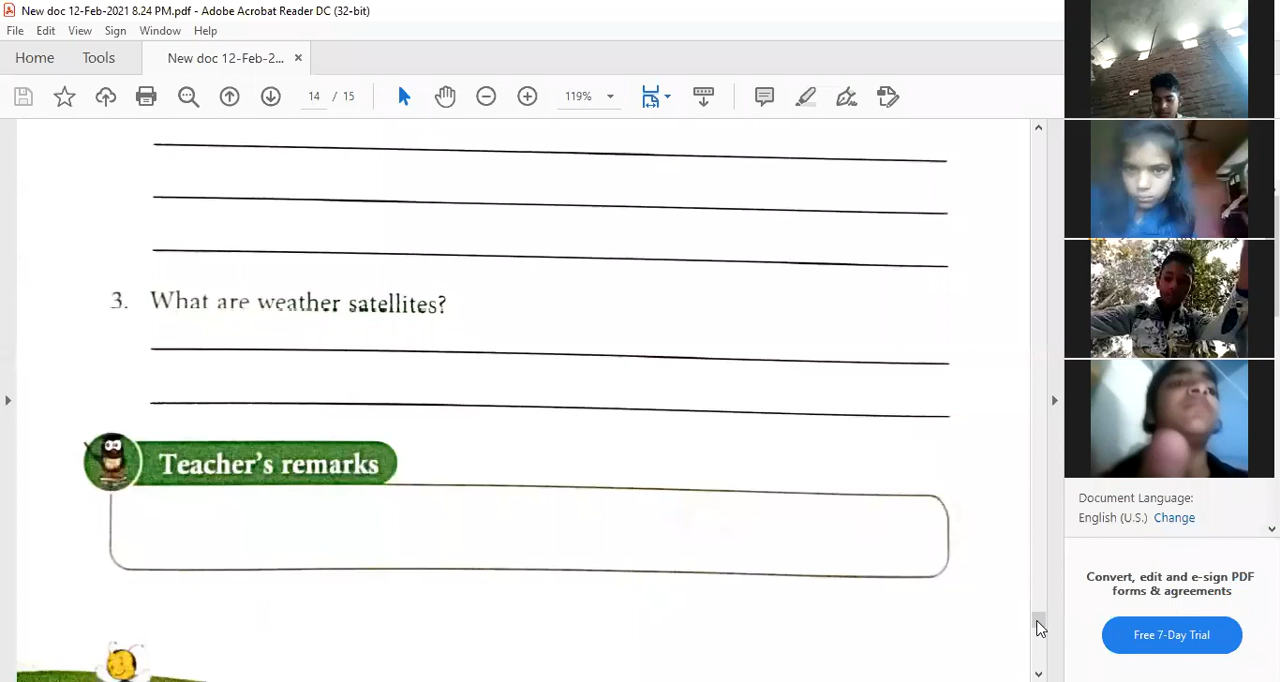 New doc 12-Feb-2021 8.24 PM.pdf - Adobe Acrobat Reader DC (32-bit)
File Edit View Sign Window Help
Home Tools New doc 12-Feb-2... ×
14 / 15 119%
3. What are weather satellites?
Teacher's remarks
Document Language:
English (U.S.) Change
Convert, edit and e-sign PDF
forms & agreements
Free 7-Day Trial